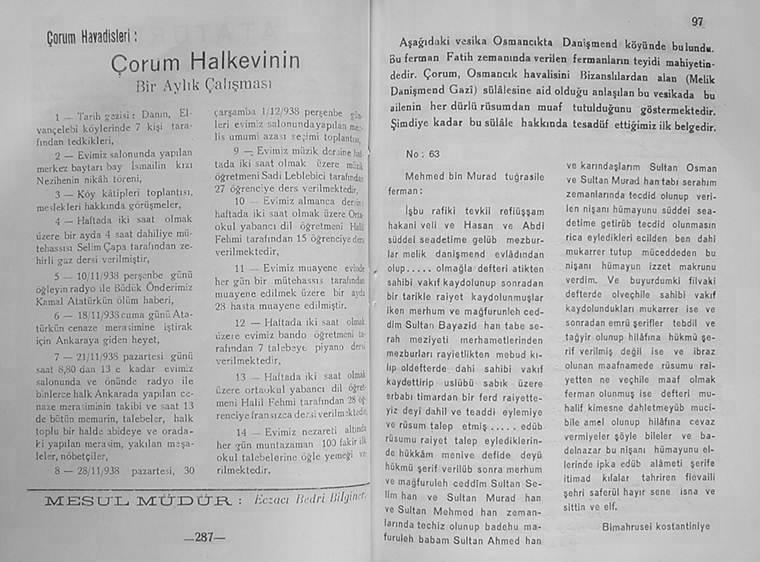 Çorum Havadisleri :
Çorum Halkevinin
Bir Aylık Çalışması
1 — Tarih gezisi : Danın, El-
vançelebi köylerinde 7 kişi tara-
fından tedkikleri,
2 — Evimiz salonunda yapılan
merkez baytarı bay İsmailin kızı
Nezihenin nikâh töreni,
3 — Köy kâtipleri toplantısı,
meslekleri hakkında görüşmeler,
4 — Haftada iki saat olmak
üzere bir ayda 4 saat dahiliye mü-
tehassısı Selim Çapa tarafından ze-
hirli gaz dersi verilmiştir,
5 — 10/11/938 perşenbe günü
öğleyin radyo ile Büdük Önderimiz
Kamal Atatürkün ölüm haberi,
6 — 18/11/938 cuma günü Ata-
türkün cenaze merasimine iştirak
için Ankaraya giden heyet,
7 — 21/11/938 pazartesi günü
saat 8,30 dan 13 e kadar evimiz
salonunda ve önünde radyo ile
binlerce halk Ankarada yapılan ce-
naze merasiminin takibi ve saat 13
de bütün memurin, talebeler, halk
toplu bir halde abideye ve orada-
ki yapılan merasim, yakılan meşa-
leler, nöbetçiler,
8 — 28/11/938 pazartesi, 30
çarşamba 1/12/938 perşenbe
leri evimiz salonunda yapılan
lis umumi azası seçimi toplantısı,
9 — Evimiz müzik dersine haf-
tada iki saat olmak üzere müzik
öğretmeni Sadi Leblebici tarafından
27 öğrenciye ders verilmektedir,
10 — Evimiz almanca dersi
haftada iki saat olmak üzere Orta-
okul yabancı dil öğretmeni Halil
Fehmi tarafından 15 öğrenciye ders
verilmektedir,
11 — Evimiz muayene evinde
her gün bir mütehassıs tarafından
muayene edilmek üzere bir ayda
28 hasta muayene edilmiştir.
12 — Haftada iki saat olmak
üzere evimiz bando öğretmeni ta-
rafından 7 talebeye piyano dersi
verilmektedir,
13 — Haftada iki saat olmak
üzere ortaokul yabancı dil öğret-
meni Halil Fehmi tarafından 28 öğ-
renciye fransızca dersi verilmektedir,
14 — Evimiz nezareti altında
her gün muntazaman 100 fakir ilk
okul talebelerine öğle yemeği ve-
rilmektedir.
MESUL MÜDÜR : Eczacı Bedri Bilginer
—287—
97
Aşağıdaki vesika Osmancıkta Danişmend köyünde bulundu.
Bu ferman Fatih zemanında verilen fermanların teyidi mahiyetin-
dedir. Çorum, Osmancık havalisini Bizanslılardan alan (Melik
Danişmend Gazi) sülâlesine aid olduğu anlaşılan bu vesikada bu
ailenin her dürlü rüsumdan muaf tutulduğunu göstermektedir.
Şimdiye kadar bu sülâle hakkında tesadüf ettiğimiz ilk belgedir.
No : 63
Mehmed bin Murad tuğrasile
ferman :
İşbu rafiki tevkii refiüşşam
hakani veli ve Hasan ve Abdi
süddei seadetime gelüb mezbur-
lar melik danişmend evlâdından
olup..... olmağla defteri atikten
sahibi vakıf kaydolunup sonradan
bir tarikle raiyet kaydolunmuşlar
iken merhum ve mağfurunleh ced-
dim Sultan Bayazid han tabe se-
rah meziyeti merhametlerinden
mezburları rayietlikten mebud kı-
lıp oldefterde dahi sahibi vakıf
kaydettirip uslûbü sabık üzere
erbabı timardan bir ferd raiyette-
yiz deyi dahil ve teaddi eylemiye
ve rüsum talep etmiş ..... edüb
rüsumu raiyet talep eylediklerin-
de hükkâm menive defide deyü
hükmü şerif verilüb sonra merhum
ve mağfuruleh ceddim Sultan Se-
lim han ve Sultan Murad han
ve Sultan Mehmed han zeman-
larında techiz olunup badehu ma-
furuleh babam Sultan Ahmed han
ve karındaşlarım Sultan Osman
ve Sultan Murad han tabı serahım
zemanlarında tecdid olunup veri-
len nişanı hümayunu süddei sea-
detime getirüb tecdid olunmasın
rica eyledikleri ecilden ben dahi
mukarrer tutup müceddeden bu
nişanı hümayun izzet makrunu
verdim. Ve buyurdumki filvaki
defterde olveçhile sahibi vakıf
kaydolundukları mukarrer ise ve
sonradan emrü şerifler tebdil ve
tağyir olunup hilâfına hükmü şe-
rif verilmiş değil ise ve ibraz
olunan maafnamede rüsumu rai-
yetten ne veçhile maaf olmak
ferman olunmuş ise defteri mu-
halif kimesne dahletmeyüb muci-
bile amel olunup hilâfına cevaz
vermiyeler şöyle bileler ve ba-
delnazar bu nişanı hümayunu el-
lerinde ipka edüb alâmeti şerife
itimad kılalar tahriren fievaili
şehri saferül hayır sene isna ve
sittin ve elf.
Bimahrusei kostantiniye